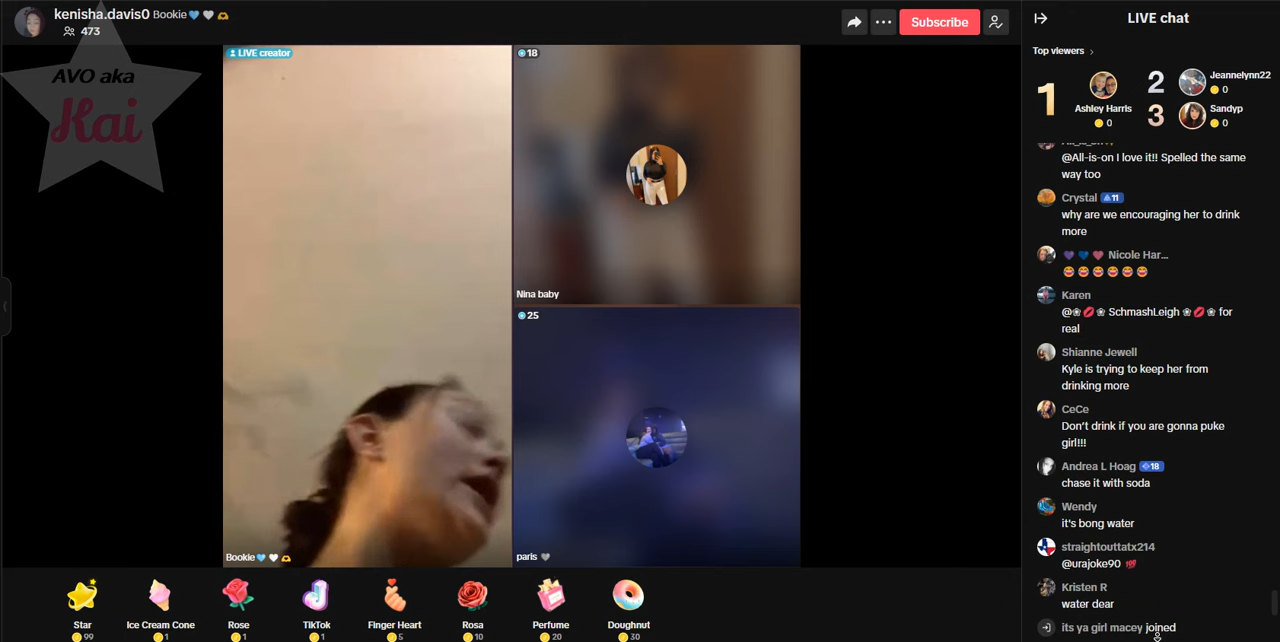 kenisha.davis0 Bookie🩵🤍🫶
473
Subscribe
LIVE chat
AVO aka
Kai
Top viewers
1
Ashley Harris
0
2
Jeannelynn22
0
3
Sandyp
0
LIVE creator
18
Nina baby
25
Bookie🩵🤍🫶
paris 🩶
@All-is-on I love it!! Spelled the same
way too
Crystal 11
why are we encouraging her to drink
more
💜💙🩷 Nicole Har...
Karen
@❀💋❀ SchmashLeigh ❀💋❀ for
real
Shianne Jewell
Kyle is trying to keep her from
drinking more
CeCe
Don't drink if you are gonna puke
girl!!!
Andrea L Hoag 18
chase it with soda
Wendy
it's bong water
straightouttatx214
@urajoke90 💯
Kristen R
water dear
its ya girl macey joined
Star
99
Ice Cream Cone
1
Rose
1
TikTok
1
Finger Heart
5
Rosa
10
Perfume
20
Doughnut
30